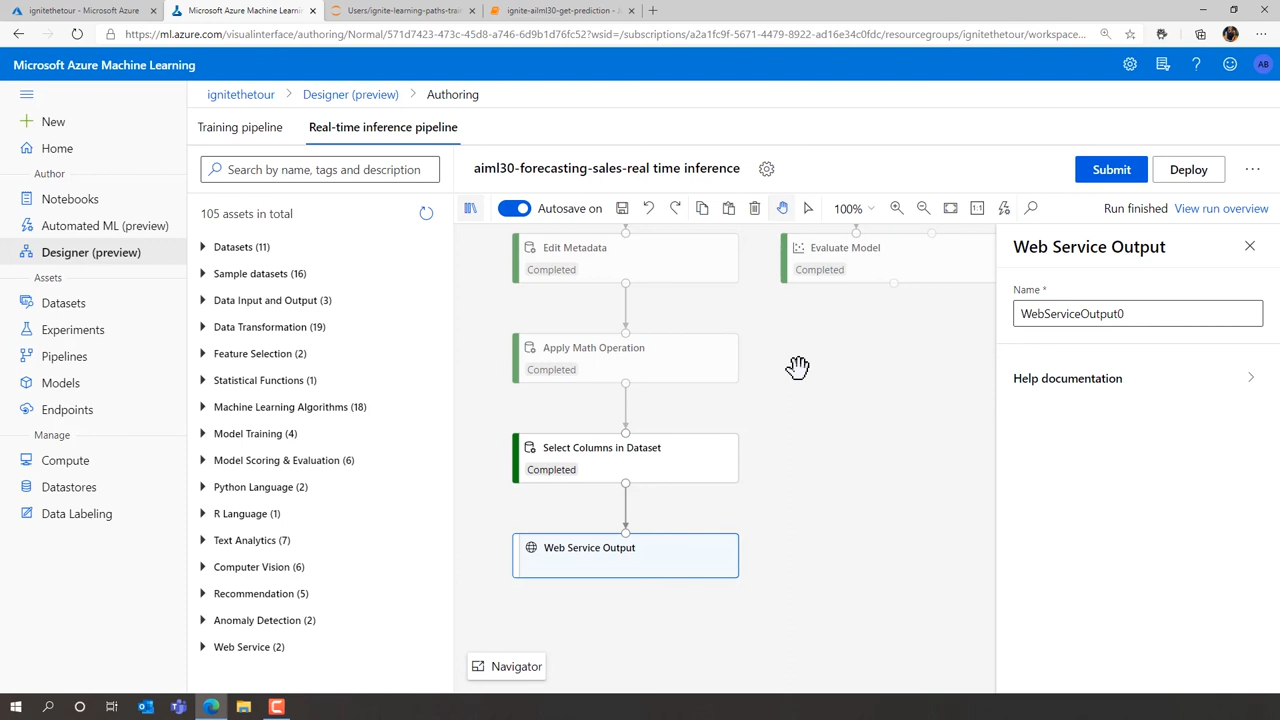 ignitethetour - Microsoft Azure
Microsoft Azure Machine Learnin
Users/ignite-learning-paths-trai
ignite-ailml30-get-prediction - A
https://ml.azure.com/visualinterface/authoring/Normal/571d7423-473c-45d8-a746-6d9b1d76fc52?wsid=/subscriptions/a2a1fc9f-5671-4479-8922-ad16e34c0fdc/resourcegroups/ignitethetour/workspace...
Microsoft Azure Machine Learning
AB
New
Home
Author
Notebooks
Automated ML (preview)
Designer (preview)
Assets
Datasets
Experiments
Pipelines
Models
Endpoints
Manage
Compute
Datastores
Data Labeling
ignitethetour > Designer (preview) > Authoring
Training pipeline
Real-time inference pipeline
Search by name, tags and description
105 assets in total
Datasets (11)
Sample datasets (16)
Data Input and Output (3)
Data Transformation (19)
Feature Selection (2)
Statistical Functions (1)
Machine Learning Algorithms (18)
Model Training (4)
Model Scoring & Evaluation (6)
Python Language (2)
R Language (1)
Text Analytics (7)
Computer Vision (6)
Recommendation (5)
Anomaly Detection (2)
Web Service (2)
aiml30-forecasting-sales-real time inference
Submit
Deploy
Autosave on
100%
Run finished
View run overview
Edit Metadata
Completed
Evaluate Model
Completed
Apply Math Operation
Completed
Select Columns in Dataset
Completed
Web Service Output
Navigator
Web Service Output
Name *
WebServiceOutput0
Help documentation